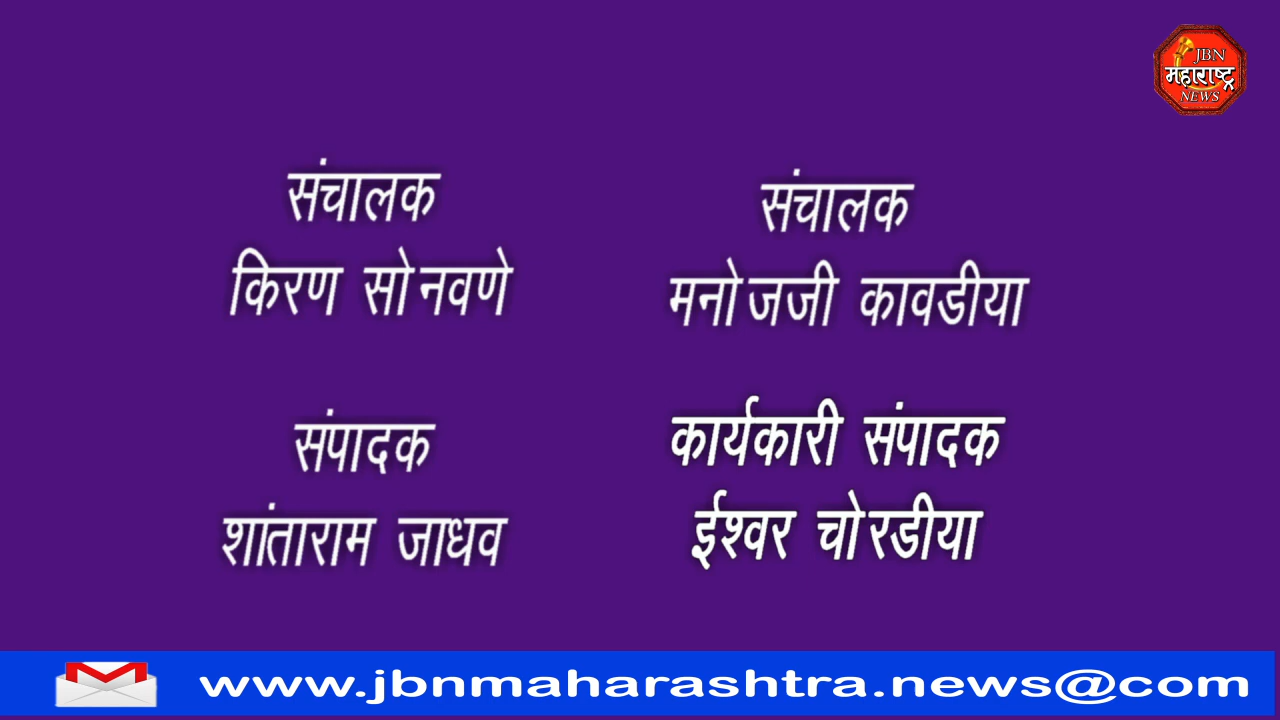 JBN
महाराष्ट्र
NEWS
संचालक
किरण सोनवणे
संचालक
मनोजजी कावडीया
संपादक
शांताराम जाधव
कार्यकारी संपादक
ईश्वर चोरडीया
www.jbnmaharashtra.news@com